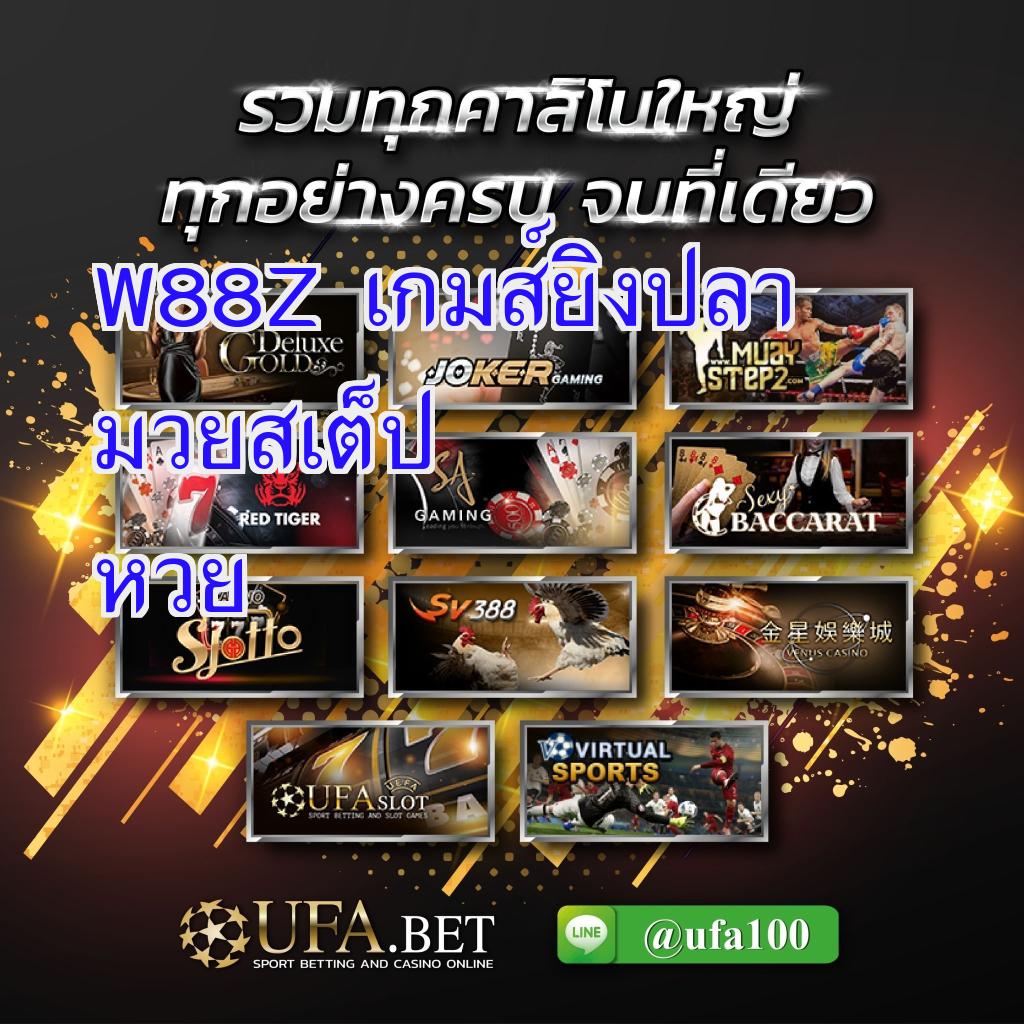 รวมทุกคาสิโนใหญ่
ทุกอย่างครบ จบที่เดียว
W88Z เกมส์ยิงปลา
Deluxe
GOLD
JOKER GAMING
WWW.MUAY
STEP2.COM
มวยสเต็ป
RED TIGER
SA
GAMING
Sexy
BACCARAT
หวย
Slotto
SV388
金星娛樂城
VENUS CASINO
UEFA
UFASLOT
SPORT BETTING AND SLOT GAMES
VIRTUAL
SPORTS
UFA.BET
SPORT BETTING AND CASINO ONLINE
LINE
@ufa100